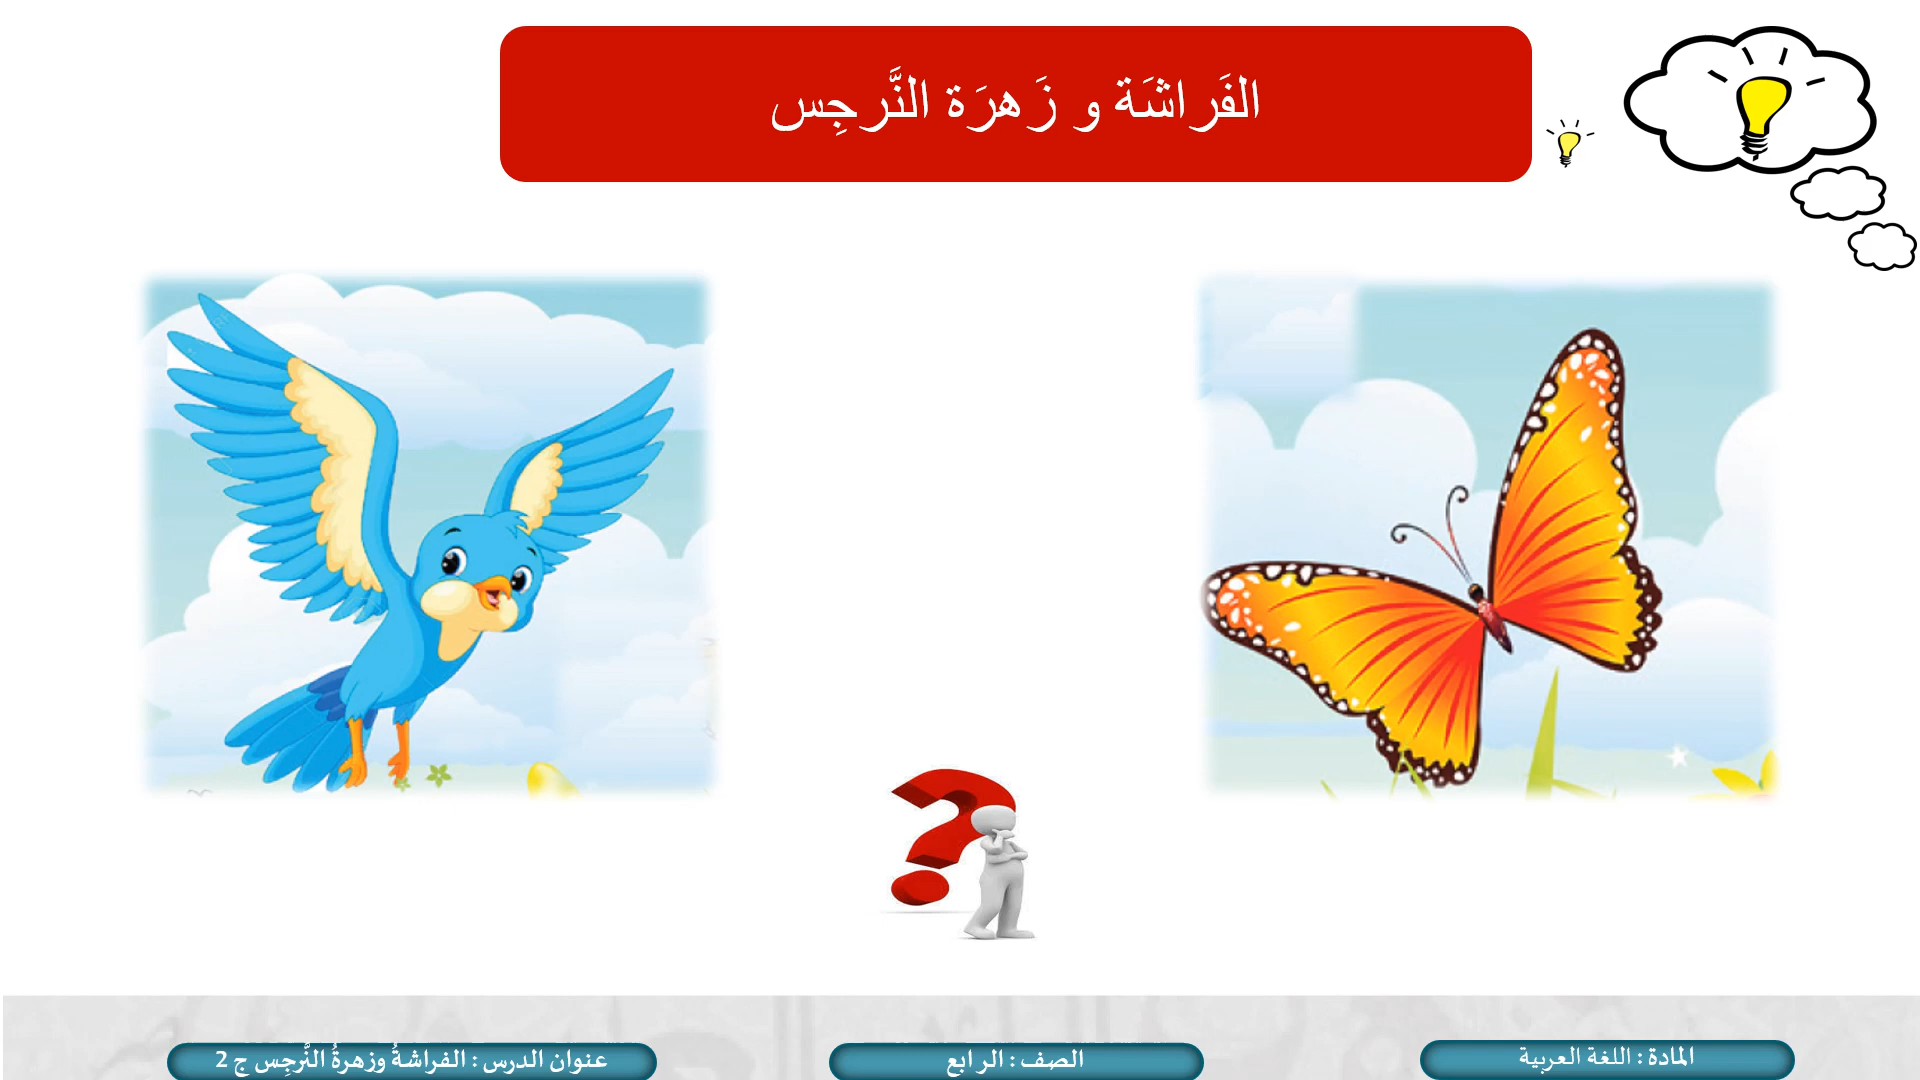 الفَراشَة و زَهرَة النَّرجِس
المادة : اللغة العربية
الصف : الرابع
عنوان الدرس : الفراشةُ وزهرةُ النَّرجِس ج 2